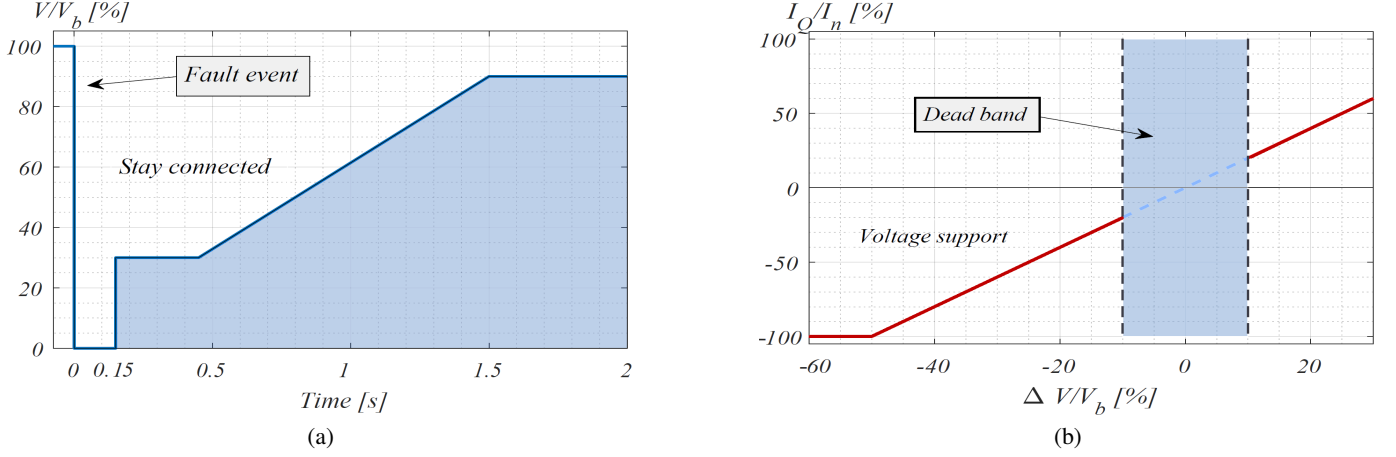 V/V_b [%]
100
80
60
40
20
0
Fault event
Stay connected
0 0.15 0.5 1 1.5 2
Time [s]
(a)
I_Q/I_n [%]
100
50
0
-50
-100
Dead band
Voltage support
-60 -40 -20 0 20
Δ V/V_b [%]
(b)